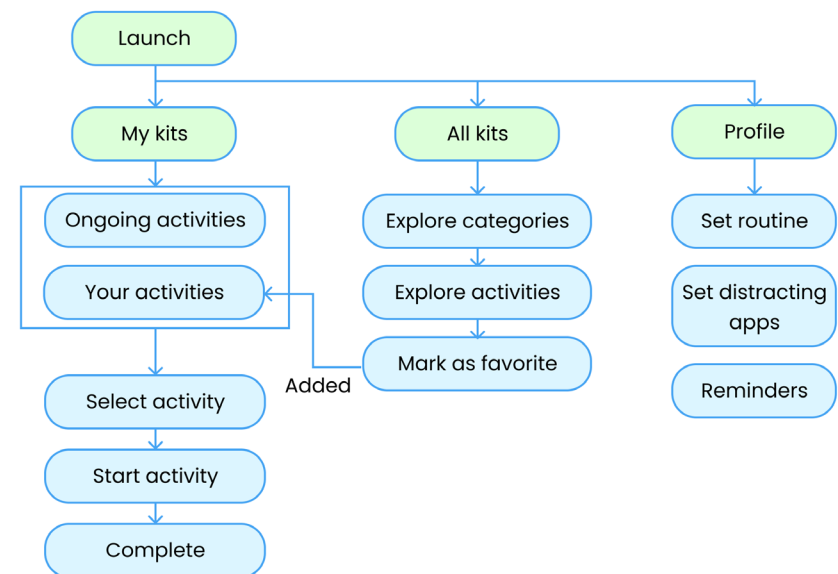 Launch
My kits
All kits
Profile
Ongoing activities
Explore categories
Set routine
Your activities
Explore activities
Set distracting
apps
Mark as favorite
Added
Reminders
Select activity
Start activity
Complete